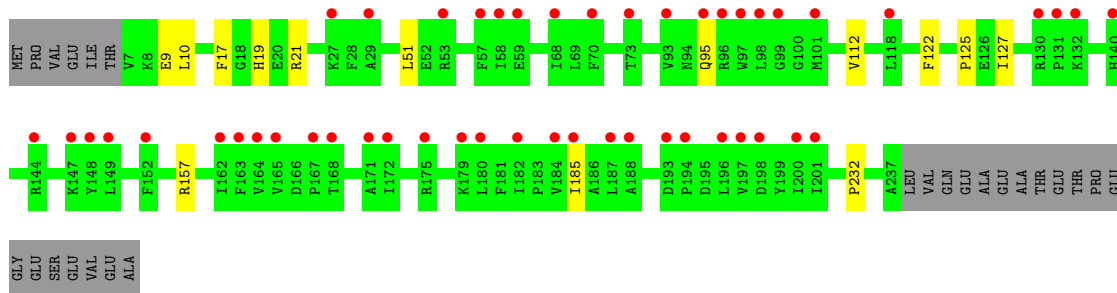 MET PRO VAL GLU ILE THR V7 K8 E9 L10 F17 G18 H19 E20 R21 K27 F28 A29 L51 E52 R53 F57 I58 E59 I68 L69 F70 T73 V93 N94 Q95 R96 W97 L98 G99 G100 M101 V112 L118 F122 P125 E126 I127 R130 P131 K132 H140
R144 K147 Y148 L149 F152 R157 I162 F163 V164 V165 D166 P167 T168 A171 I172 R175 K179 L180 F181 I182 P183 V184 I185 A186 L187 A188 D193 P194 D195 L196 V197 D198 Y199 I200 I201 P232 A237 LEU VAL GLN GLU ALA GLU ALA THR GLU THR PRO GLU
GLY GLU SER GLU VAL GLU ALA